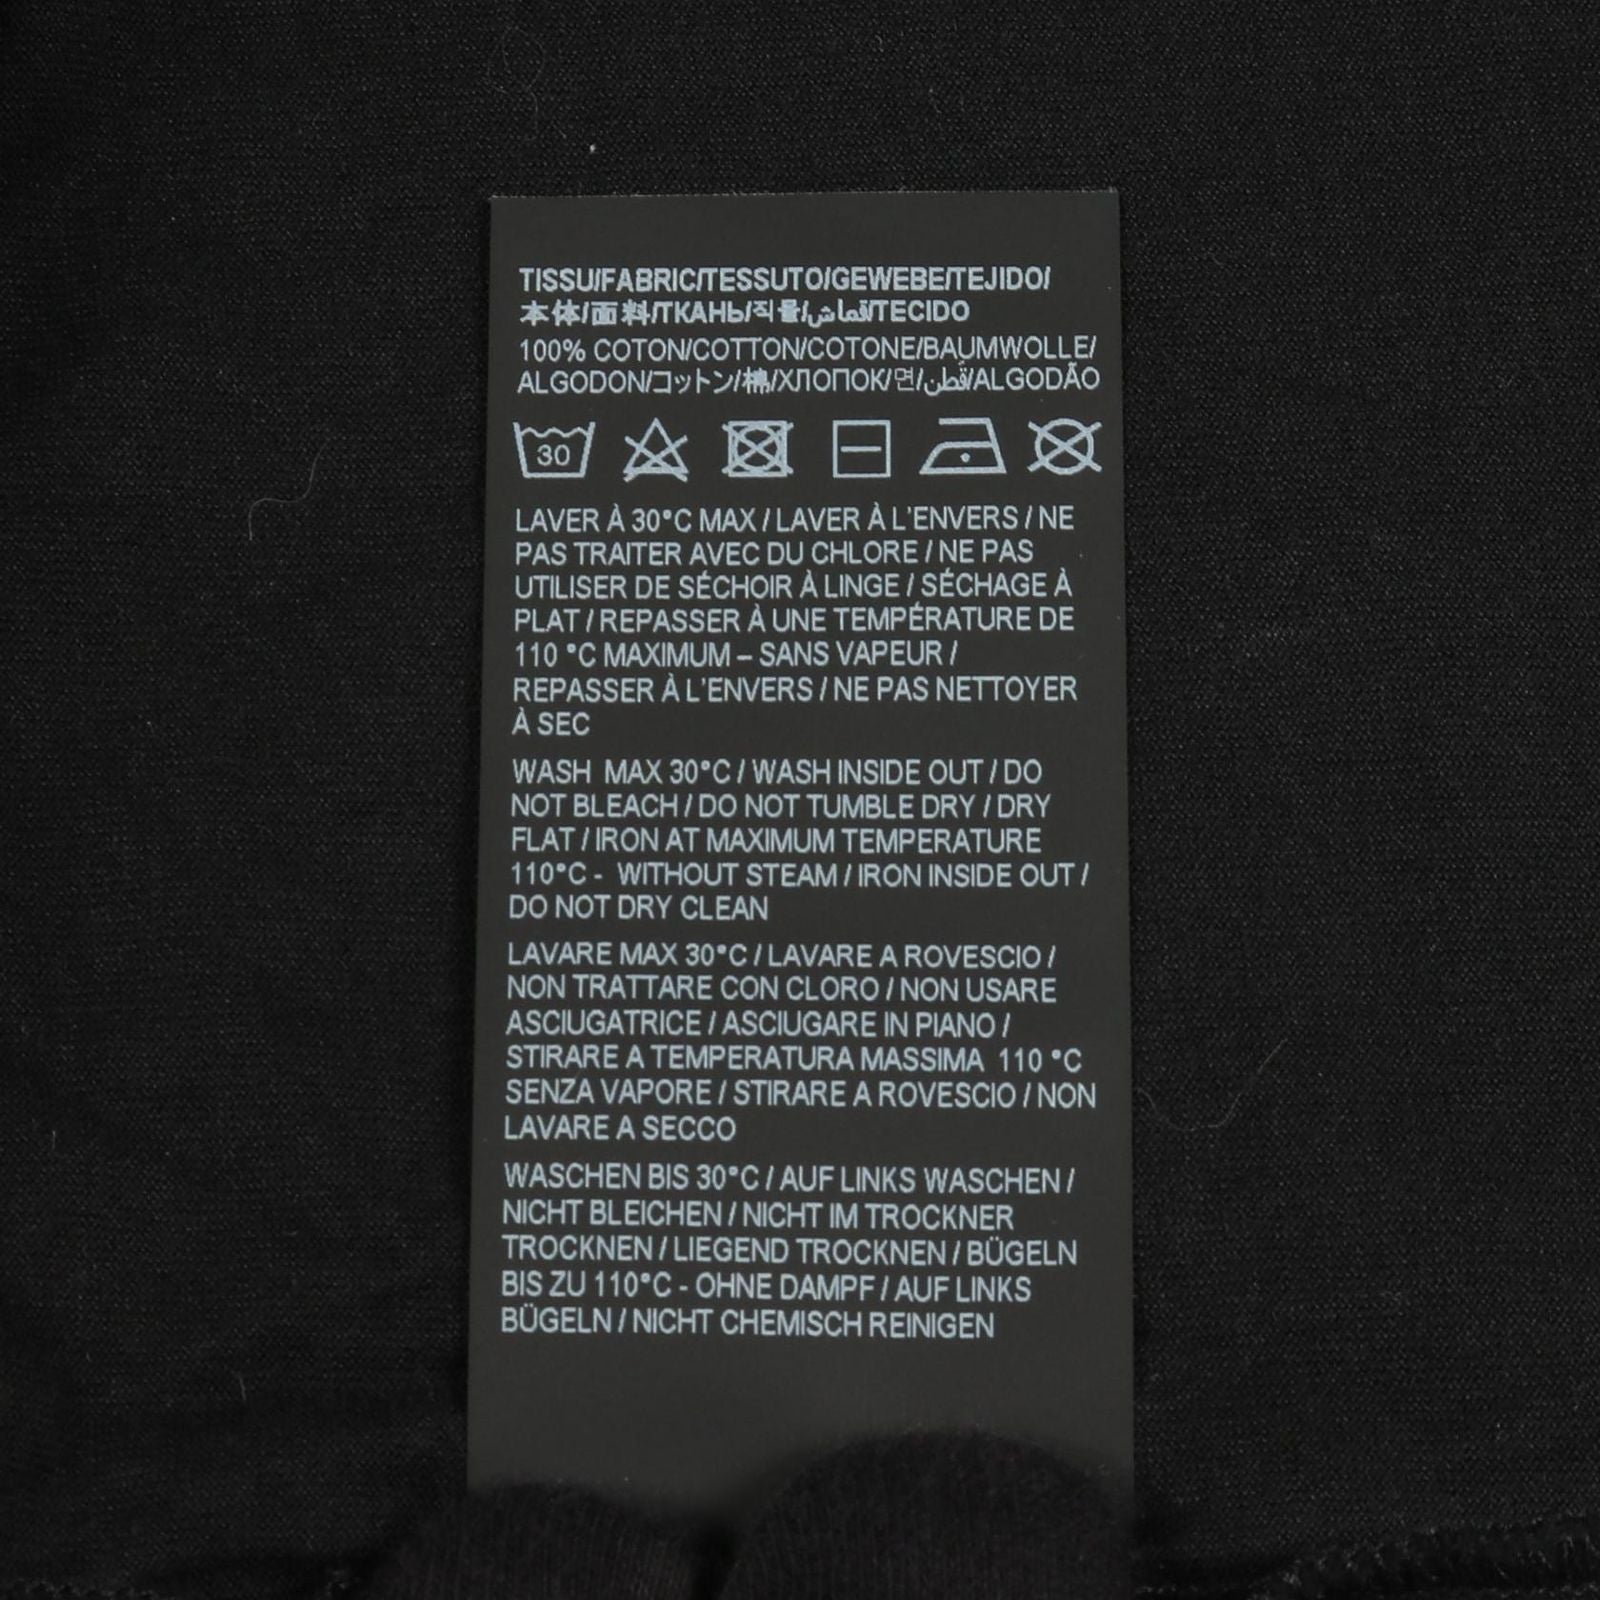 TISSU/FABRIC/TESSUTO/GEWEBE/TEJIDO/
本体/面料/ТКАНЬ/직물/قماش/TECIDO
100% COTON/COTTON/COTONE/BAUMWOLLE/
ALGODON/コットン/棉/ХЛОПОК/면/قطن/ALGODÃO
30
LAVER À 30°C MAX / LAVER À L'ENVERS / NE
PAS TRAITER AVEC DU CHLORE / NE PAS
UTILISER DE SÉCHOIR À LINGE / SÉCHAGE À
PLAT / REPASSER À UNE TEMPÉRATURE DE
110 °C MAXIMUM – SANS VAPEUR /
REPASSER À L'ENVERS / NE PAS NETTOYER
À SEC
WASH MAX 30°C / WASH INSIDE OUT / DO
NOT BLEACH / DO NOT TUMBLE DRY / DRY
FLAT / IRON AT MAXIMUM TEMPERATURE
110°C - WITHOUT STEAM / IRON INSIDE OUT /
DO NOT DRY CLEAN
LAVARE MAX 30°C / LAVARE A ROVESCIO /
NON TRATTARE CON CLORO / NON USARE
ASCIUGATRICE / ASCIUGARE IN PIANO /
STIRARE A TEMPERATURA MASSIMA 110 °C
SENZA VAPORE / STIRARE A ROVESCIO / NON
LAVARE A SECCO
WASCHEN BIS 30°C / AUF LINKS WASCHEN /
NICHT BLEICHEN / NICHT IM TROCKNER
TROCKNEN / LIEGEND TROCKNEN / BÜGELN
BIS ZU 110°C - OHNE DAMPF / AUF LINKS
BÜGELN / NICHT CHEMISCH REINIGEN